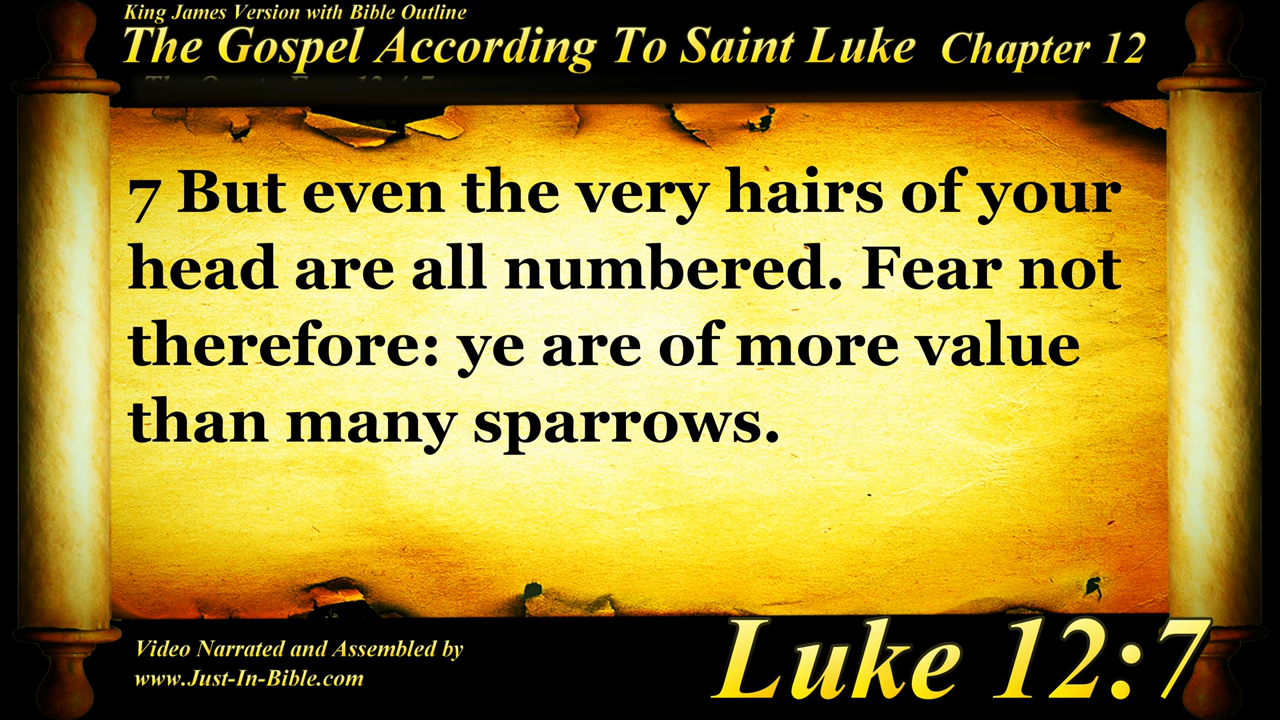 King James Version with Bible Outline
The Gospel According To Saint Luke Chapter 12
7 But even the very hairs of your
head are all numbered. Fear not
therefore: ye are of more value
than many sparrows.
Video Narrated and Assembled by
www.Just-In-Bible.com
Luke 12:7